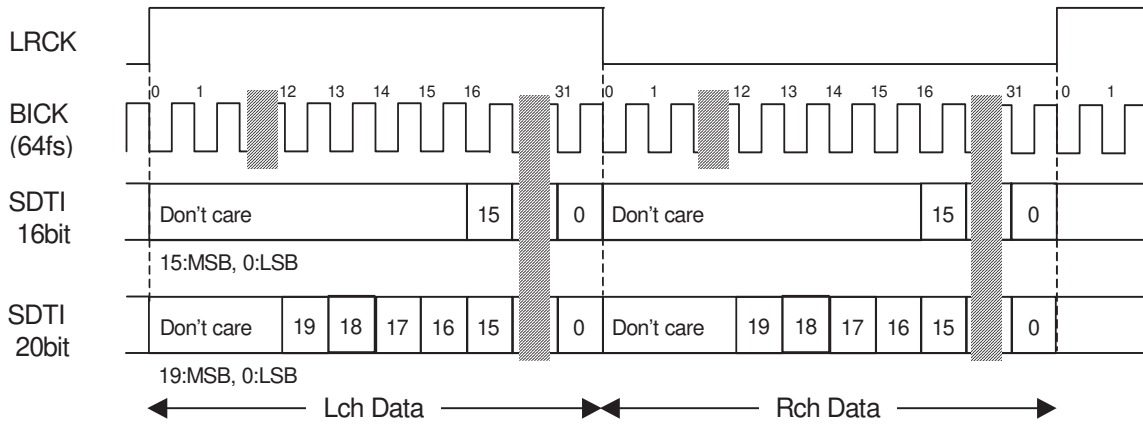 LRCK
0 1 12 13 14 15 16 31 0 1 12 13 14 15 16 31 0 1
BICK
(64fs)
SDTI
16bit
Don't care 15 0 Don't care 15 0
15:MSB, 0:LSB
SDTI
20bit
Don't care 19 18 17 16 15 0 Don't care 19 18 17 16 15 0
19:MSB, 0:LSB
Lch Data Rch Data